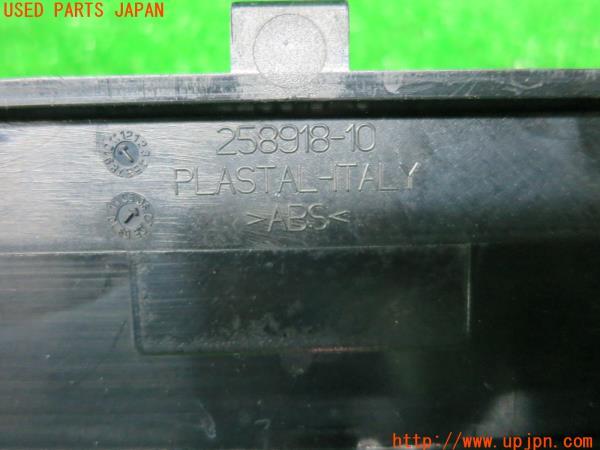 USED PARTS JAPAN
258918-10
PLASTAL-ITALY
>ABS<
http://www.upjpn.com/